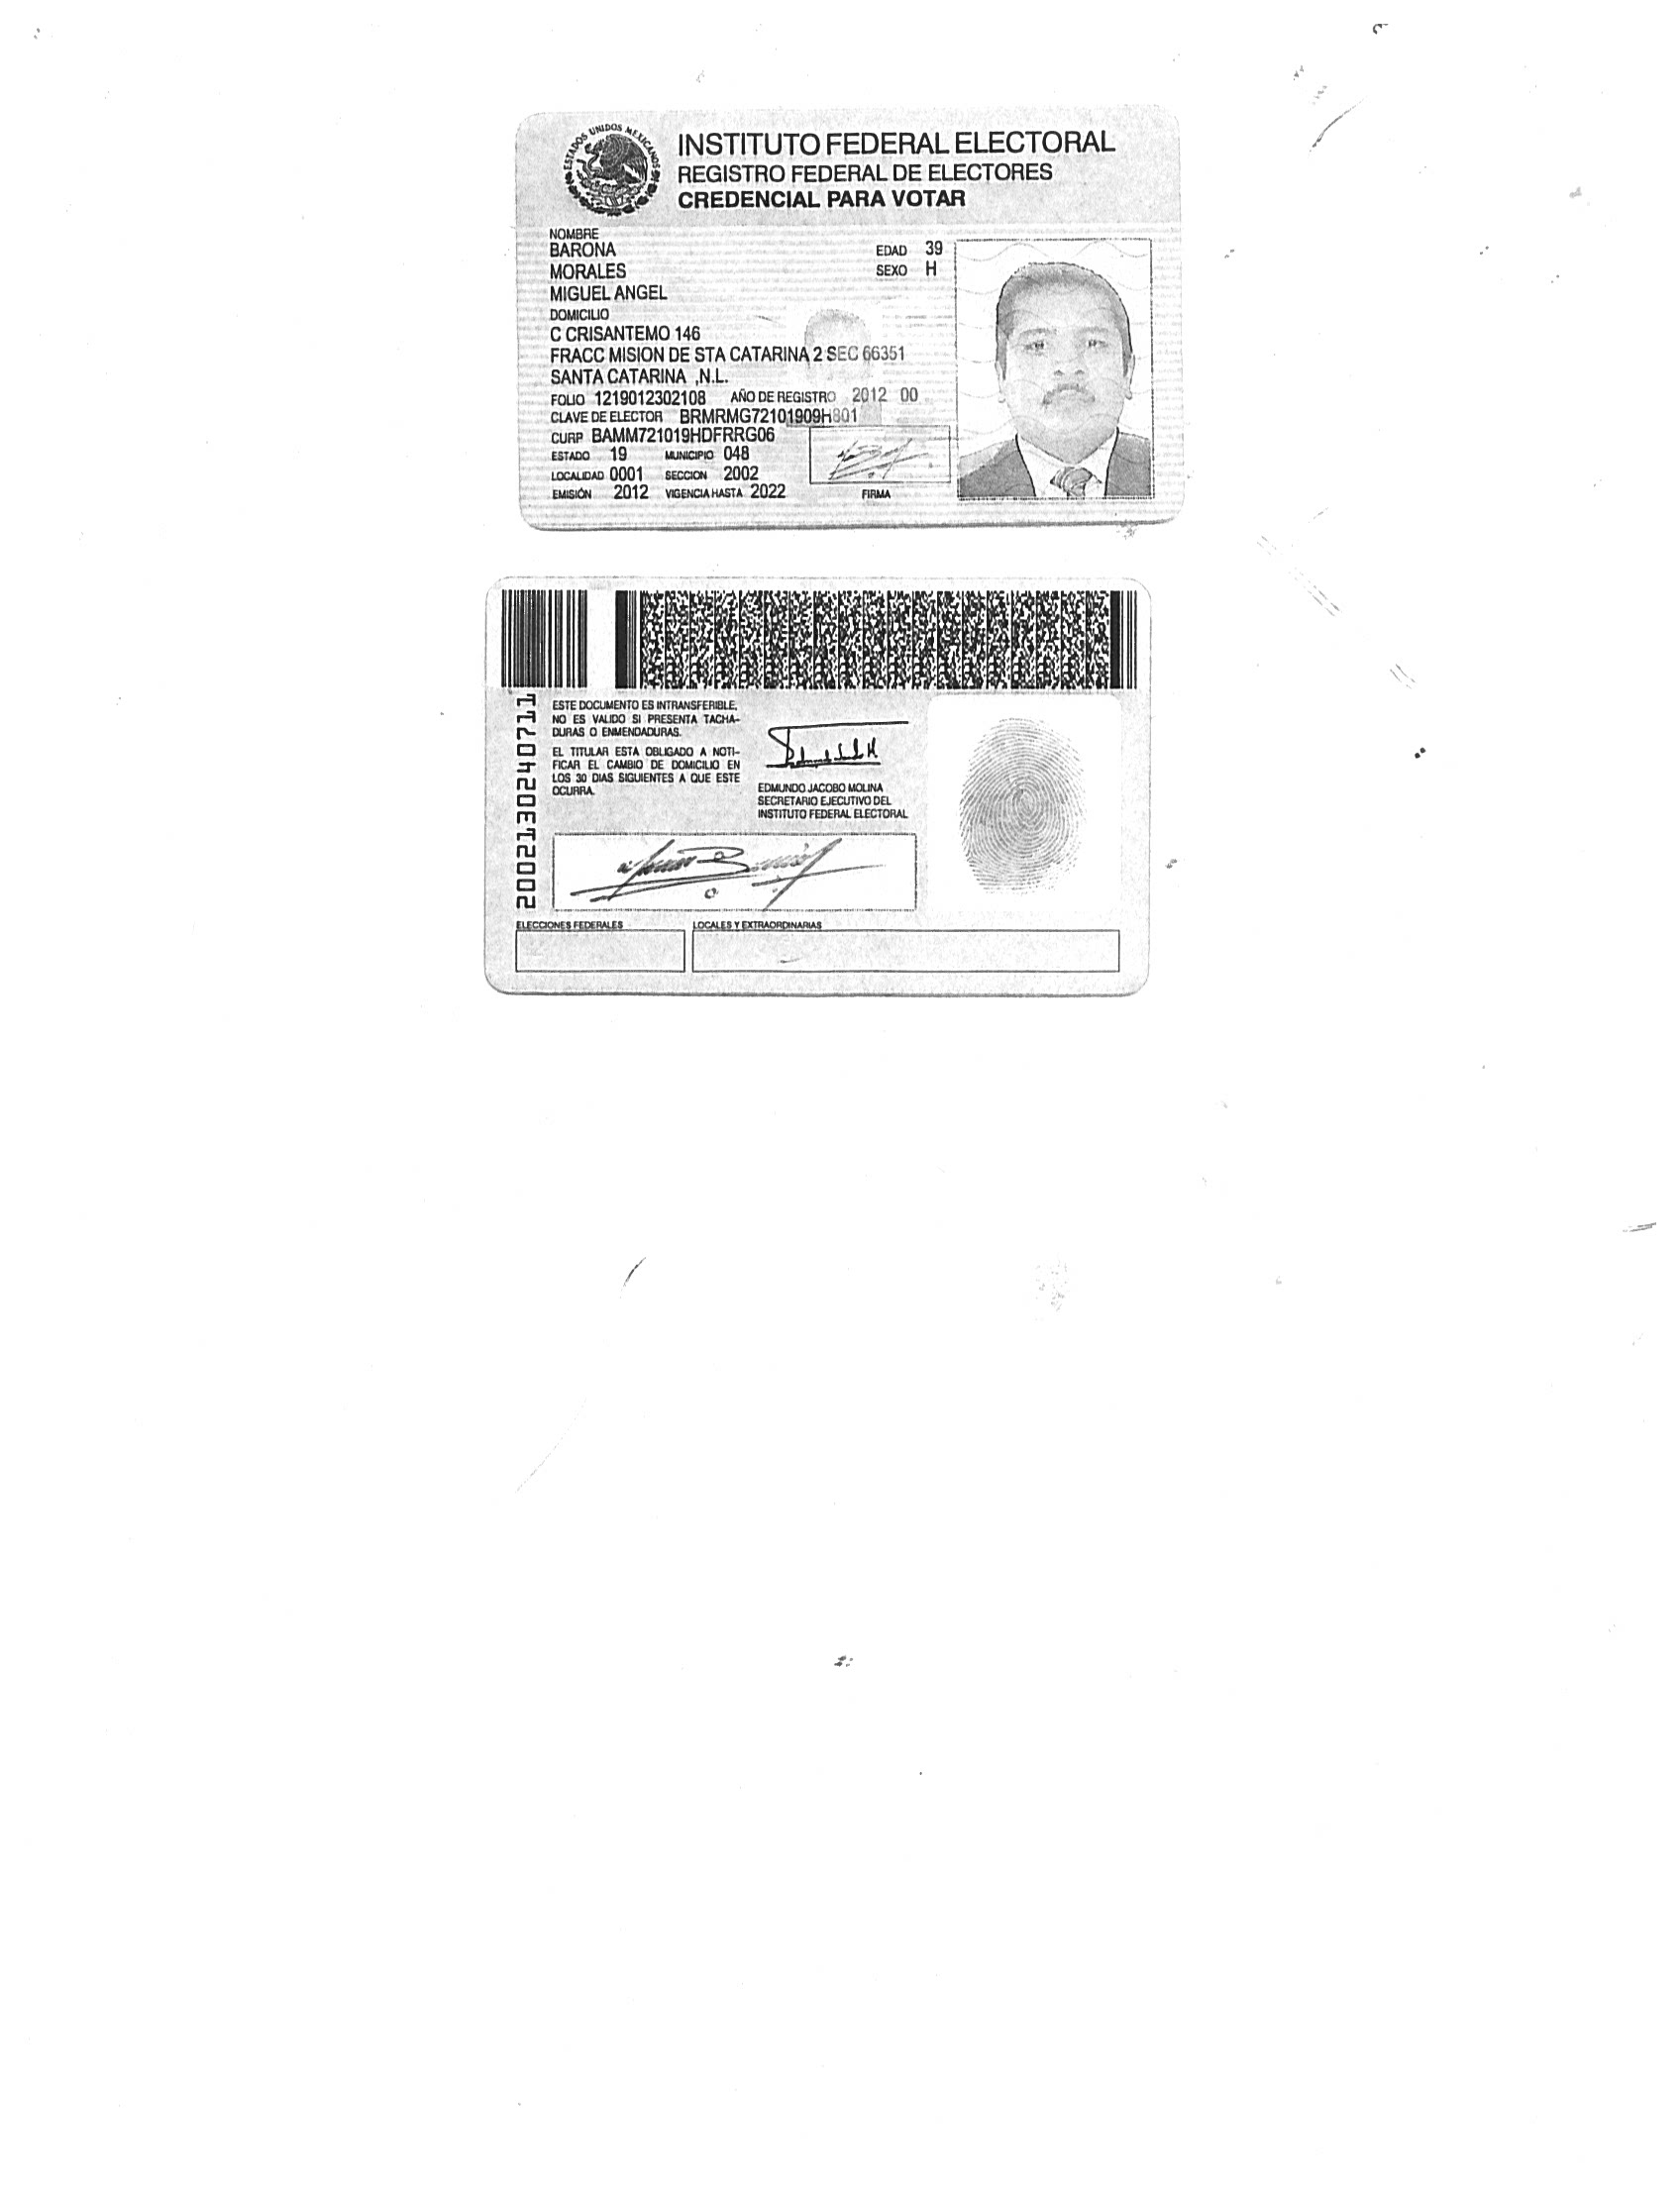 ESTADOS UNIDOS MEXICANOS
INSTITUTO FEDERAL ELECTORAL
REGISTRO FEDERAL DE ELECTORES
CREDENCIAL PARA VOTAR
NOMBRE
BARONA
MORALES
MIGUEL ANGEL
EDAD 39
SEXO H
DOMICILIO
C CRISANTEMO 146
FRACC MISION DE STA CATARINA 2 SEC 66351
SANTA CATARINA ,N.L.
FOLIO 1219012302108 AÑO DE REGISTRO 2012 00
CLAVE DE ELECTOR BRMRMG72101909H801
CURP BAMM721019HDFRRG06
ESTADO 19 MUNICIPIO 048
LOCALIDAD 0001 SECCION 2002
EMISIÓN 2012 VIGENCIA HASTA 2022
FIRMA
2002130240711
ESTE DOCUMENTO ES INTRANSFERIBLE,
NO ES VALIDO SI PRESENTA TACHA-
DURAS O ENMENDADURAS.
EL TITULAR ESTA OBLIGADO A NOTI-
FICAR EL CAMBIO DE DOMICILIO EN
LOS 30 DIAS SIGUIENTES A QUE ESTE
OCURRA.
EDMUNDO JACOBO MOLINA
SECRETARIO EJECUTIVO DEL
INSTITUTO FEDERAL ELECTORAL
ELECCIONES FEDERALES
LOCALES Y EXTRAORDINARIAS